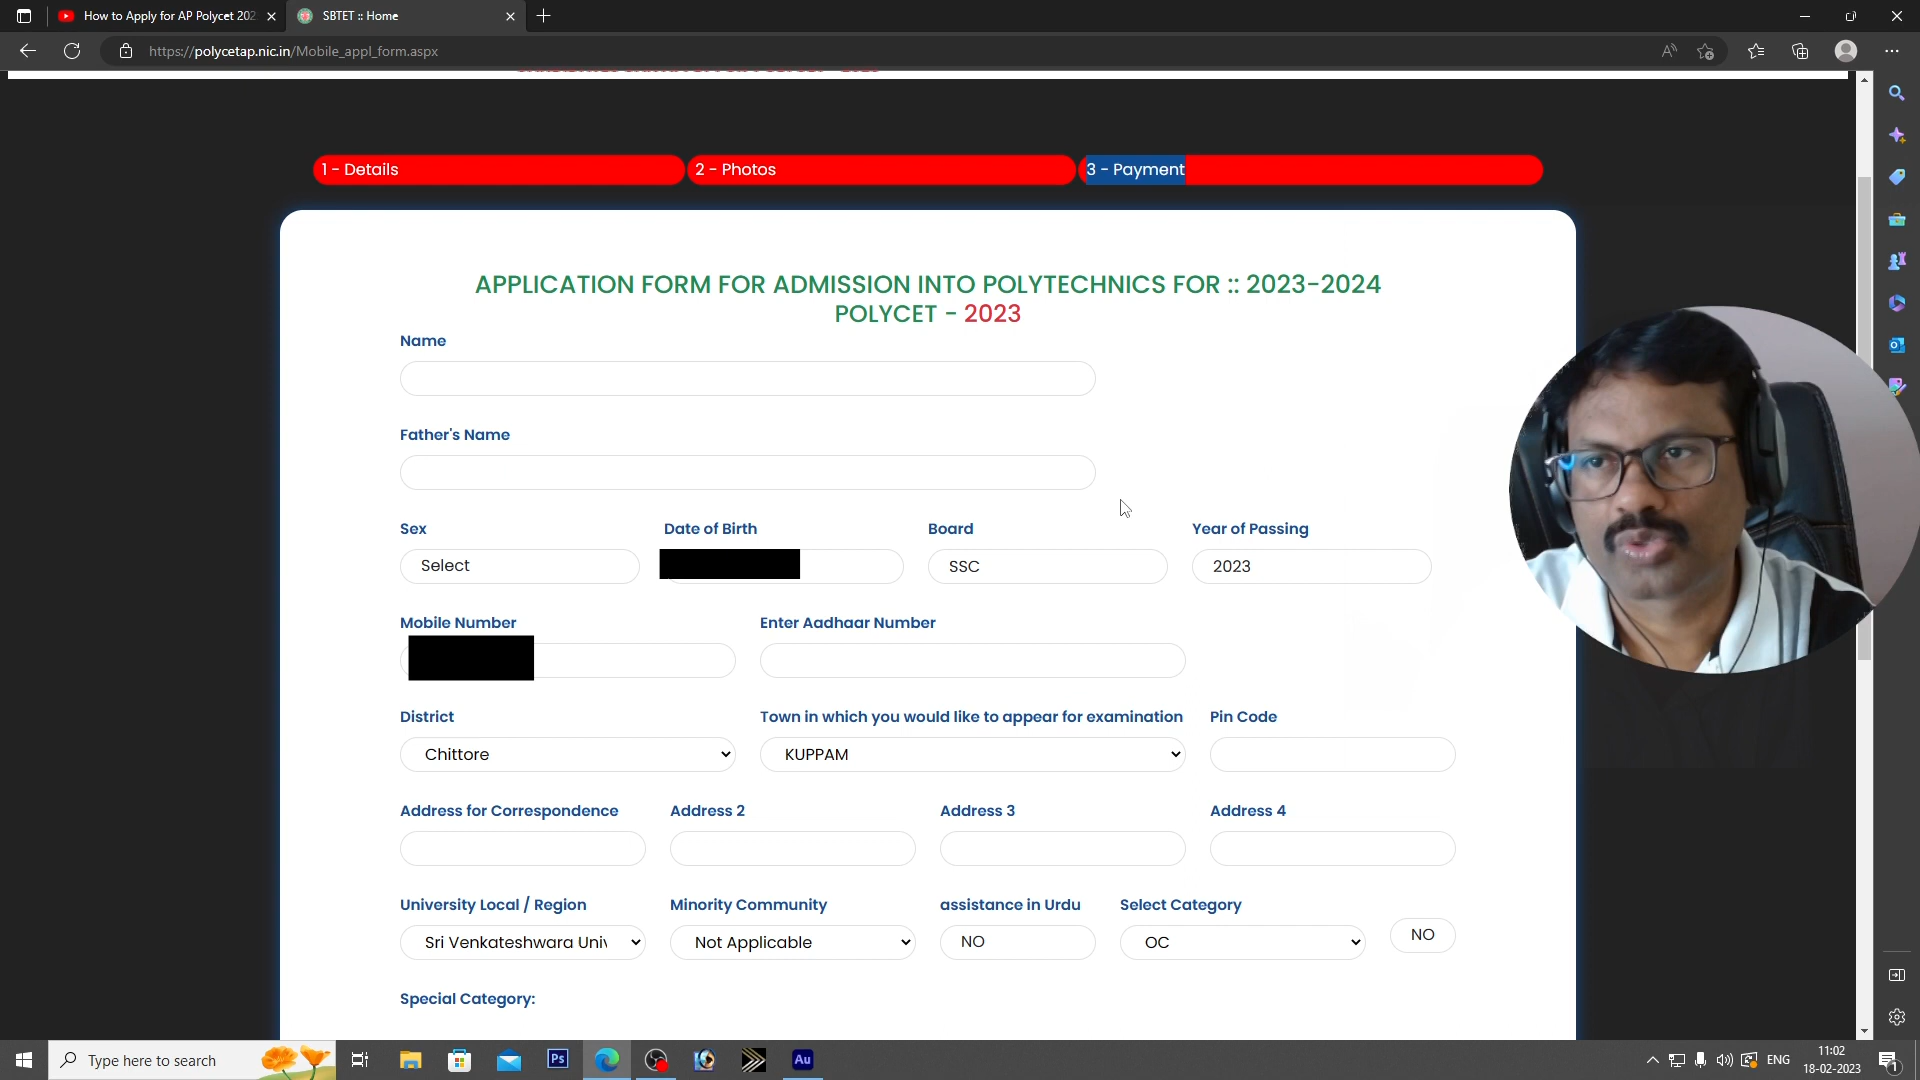 How to Apply for AP Polycet 202
SBTET :: Home
https://polycetap.nic.in/Mobile_appl_form.aspx
1 - Details
2 - Photos
3 - Payment
APPLICATION FORM FOR ADMISSION INTO POLYTECHNICS FOR :: 2023-2024
POLYCET - 2023
Name
Father's Name
Sex
Date of Birth
Board
Year of Passing
Select
SSC
2023
Mobile Number
Enter Aadhaar Number
District
Town in which you would like to appear for examination
Pin Code
Chittore
KUPPAM
Address for Correspondence
Address 2
Address 3
Address 4
University Local / Region
Minority Community
assistance in Urdu
Select Category
Sri Venkateshwara Univ
Not Applicable
NO
OC
NO
Special Category:
Type here to search
Ps
Au
ENG
11:02
18-02-2023
1